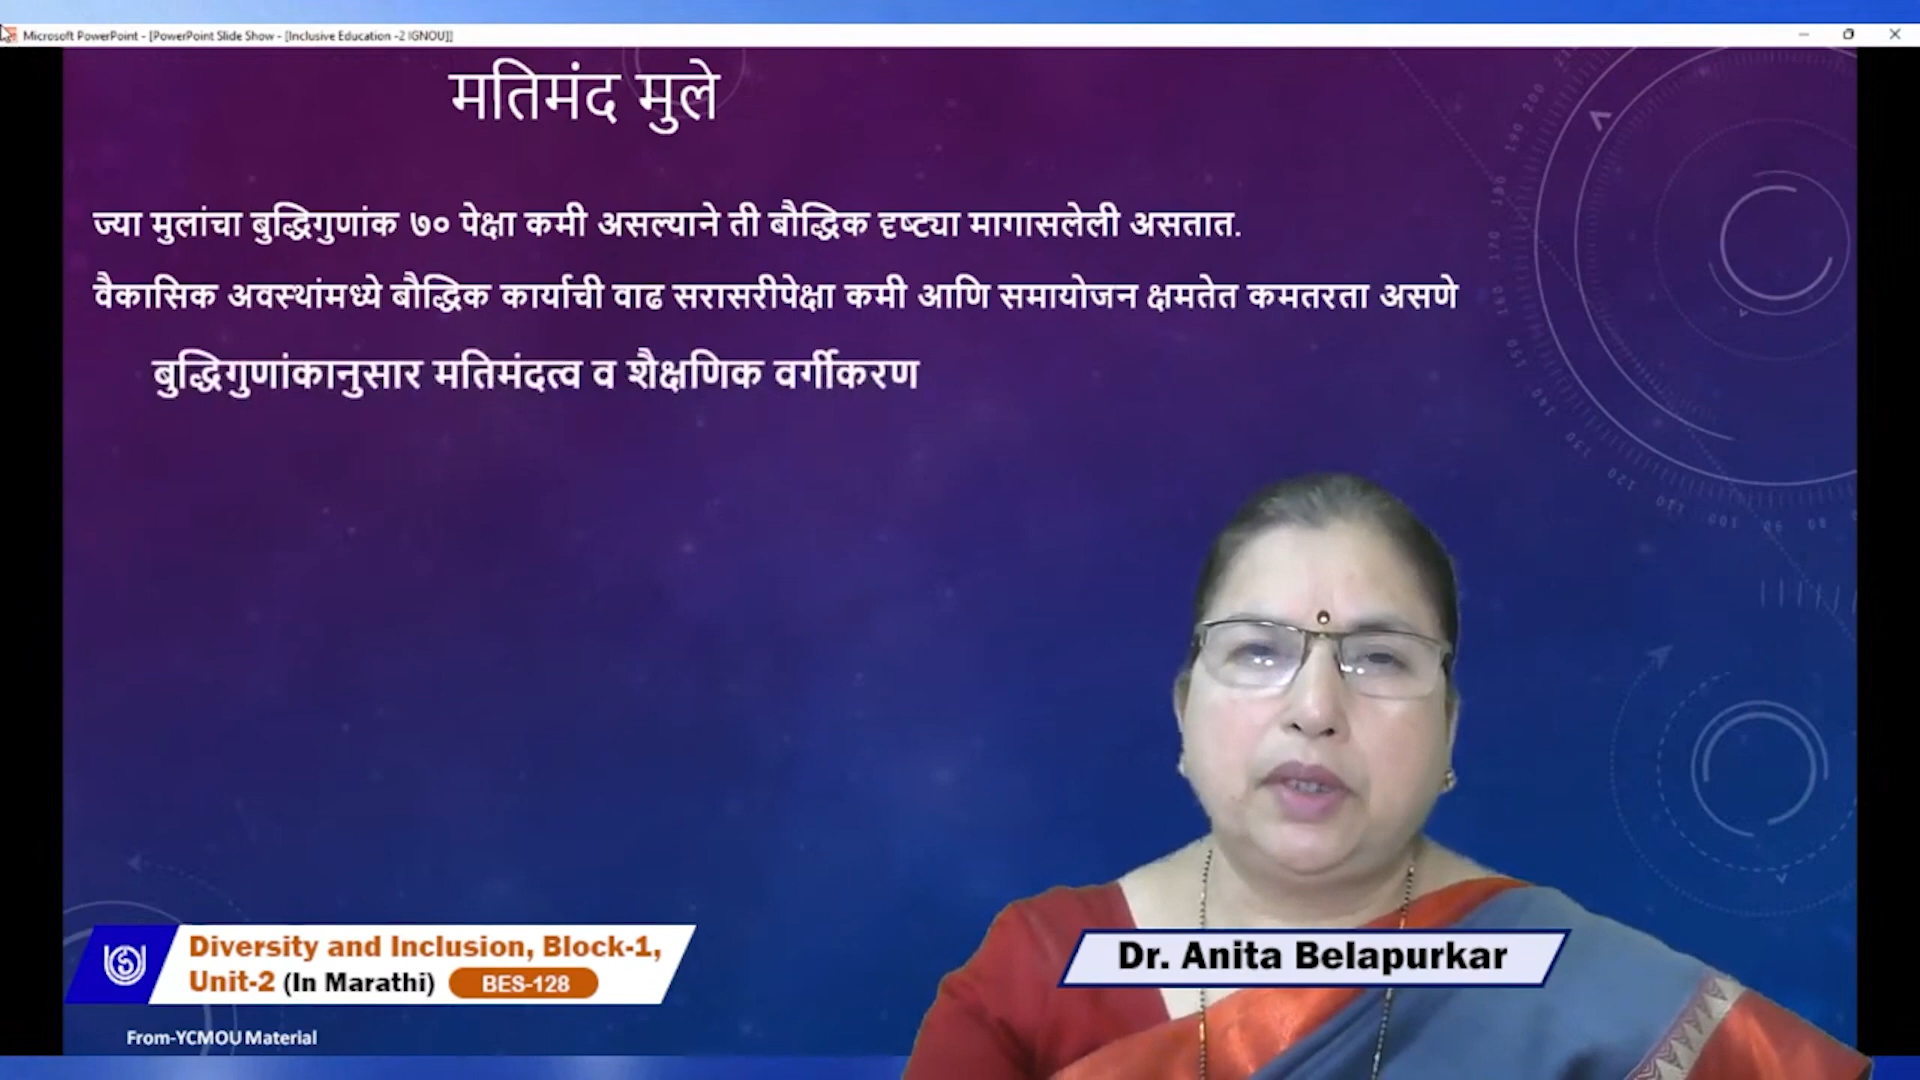 Microsoft PowerPoint - [PowerPoint Slide Show - [Inclusive Education -2 IGNOU]]
मतिमंद मुले
ज्या मुलांचा बुद्धिगुणांक ७० पेक्षा कमी असल्याने ती बौद्धिक दृष्ट्या मागासलेली असतात.
वैकासिक अवस्थांमध्ये बौद्धिक कार्याची वाढ सरासरीपेक्षा कमी आणि समायोजन क्षमतेत कमतरता असणे
बुद्धिगुणांकानुसार मतिमंदत्व व शैक्षणिक वर्गीकरण
Diversity and Inclusion, Block-1,
Unit-2 (In Marathi) BES-128
Dr. Anita Belapurkar
From-YCMOU Material